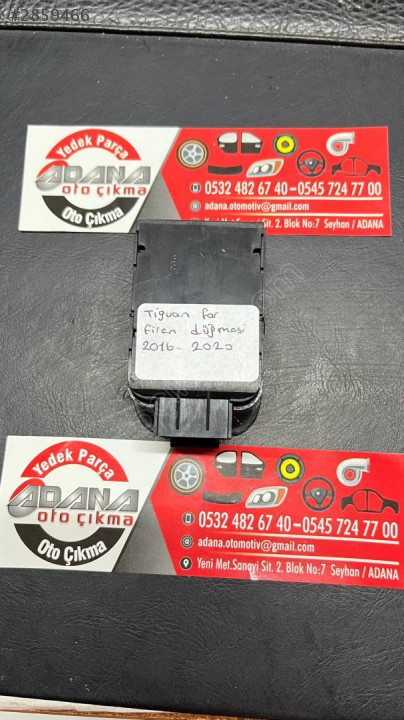 #2859466
Yedek Parça
ADANA
oto çıkma
Oto Çıkma
0532 482 67 40-0545 724 77 00
adana.otomotiv@gmail.com
Yeni Met.Sanayi Sit. 2. Blok No:7 Seyhan / ADANA
Tiguan far
firen düğmesi
2016-2020
Yedek Parça
ADANA
oto çıkma
Oto Çıkma
0532 482 67 40-0545 724 77 00
adana.otomotiv@gmail.com
Yeni Met.Sanayi Sit. 2. Blok No:7 Seyhan / ADANA